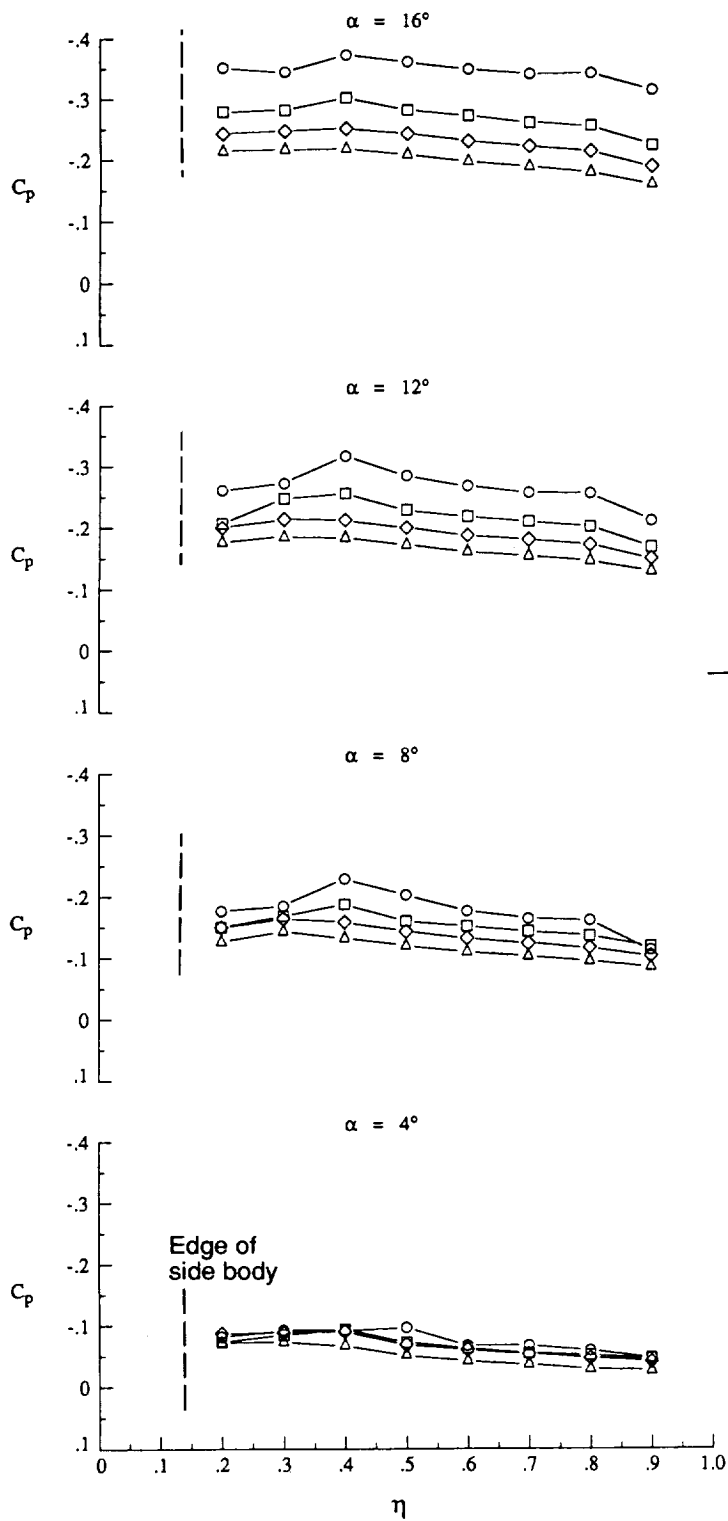 α = 16°
-.4
-.3
-.2
Cp
-.1
0
.1
α = 12°
-.4
-.3
-.2
Cp
-.1
0
.1
α = 8°
-.4
-.3
-.2
Cp
-.1
0
.1
α = 4°
-.4
-.3
-.2
Edge of
side body
Cp
-.1
0
.1
0 .1 .2 .3 .4 .5 .6 .7 .8 .9 1.0
η